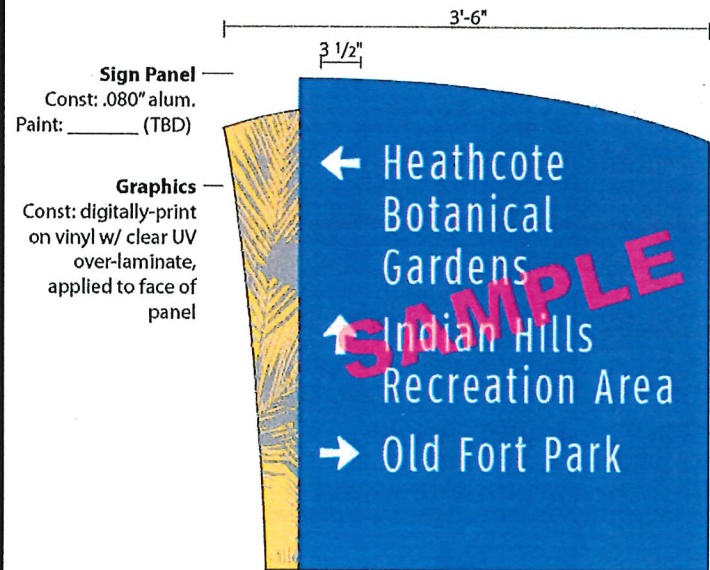 3'-6"
3 1/2"
Sign Panel
Const: .080" alum.
Paint: ________ (TBD)
Graphics
Const: digitally-print
on vinyl w/ clear UV
over-laminate,
applied to face of
panel
← Heathcote
Botanical
Gardens
↑ Indian Hills
Recreation Area
→ Old Fort Park
SAMPLE